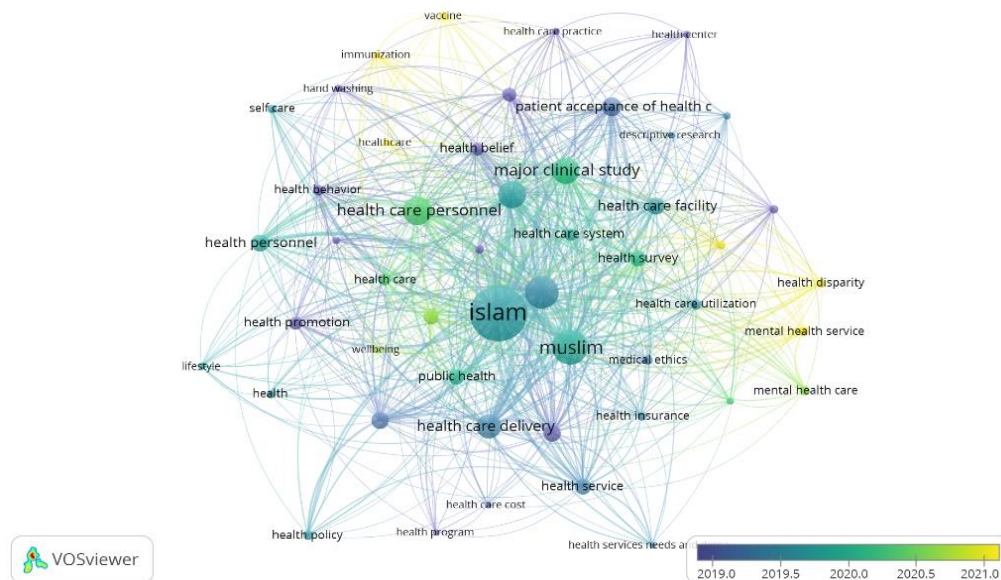 vaccine
health care practice
health center
immunization
hand washing
self care
patient acceptance of health c
descriptive research
healthcare
health belief
major clinical study
health behavior
health care personnel
health care facility
health personnel
health care system
health survey
health care
health disparity
health care utilization
islam
health promotion
mental health service
muslim
wellbeing
medical ethics
lifestyle
public health
mental health care
health
health insurance
health care delivery
health service
health care cost
health policy
health program
health services needs and
VOSviewer
2019.0 2019.5 2020.0 2020.5 2021.0